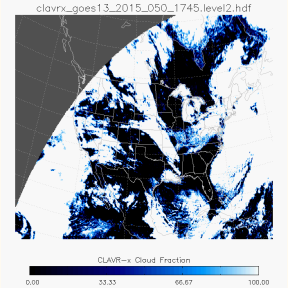 clavrx_goes13_2015_050_1745.level2.hdf
CLAVR-x Cloud Fraction
0.00 33.33 66.67 100.00